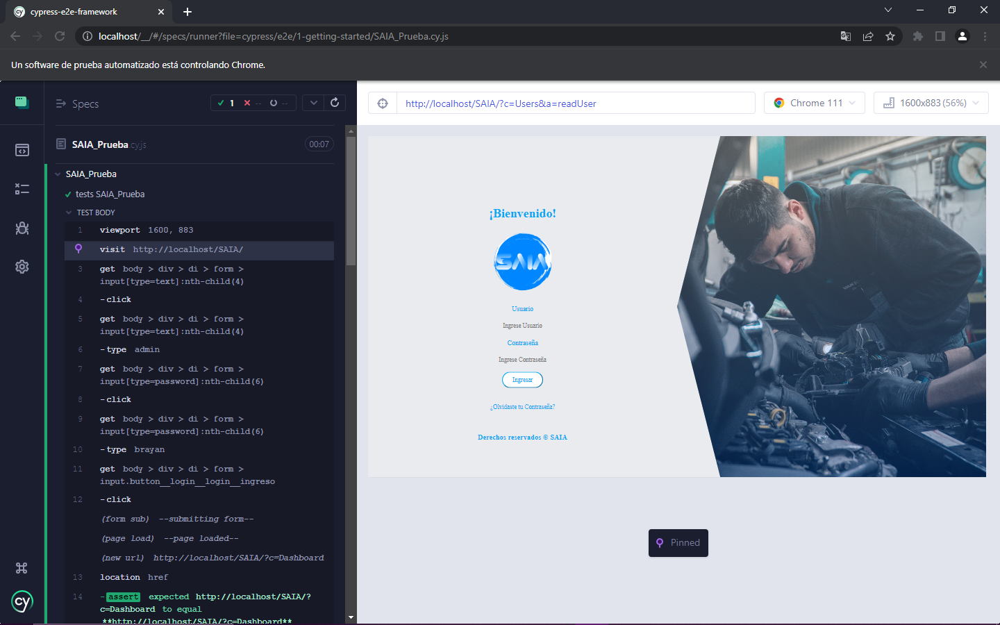 cypress-e2e-framework
localhost/__/#/specs/runner?file=cypress/e2e/1-getting-started/SAIA_Prueba.cy.js
Un software de prueba automatizado está controlando Chrome.
Specs
1 -- --
SAIA_Prueba.cy.js 00:07
SAIA_Prueba
tests SAIA_Prueba
TEST BODY
1 viewport 1600, 883
visit http://localhost/SAIA/
3 get body > div > di > form >
input[type=text]:nth-child(4)
4 -click
5 get body > div > di > form >
input[type=text]:nth-child(4)
6 -type admin
7 get body > div > di > form >
input[type=password]:nth-child(6)
8 -click
9 get body > div > di > form >
input[type=password]:nth-child(6)
10 -type brayan
11 get body > div > di > form >
input.button__login__login__ingreso
12 -click
(form sub) --submitting form--
(page load) --page loaded--
(new url) http://localhost/SAIA/?c=Dashboard
13 location href
14 -assert expected http://localhost/SAIA/?
c=Dashboard to equal
**http://localhost/SAIA/?c=Dashboard**
cy
http://localhost/SAIA/?c=Users&a=readUser
Chrome 111
1600x883 (56%)
¡Bienvenido!
SAIA
Usuario
Ingrese Usuario
Contraseña
Ingrese Contraseña
Ingresar
¿Olvidaste tu Contraseña?
Derechos reservados © SAIA
Pinned